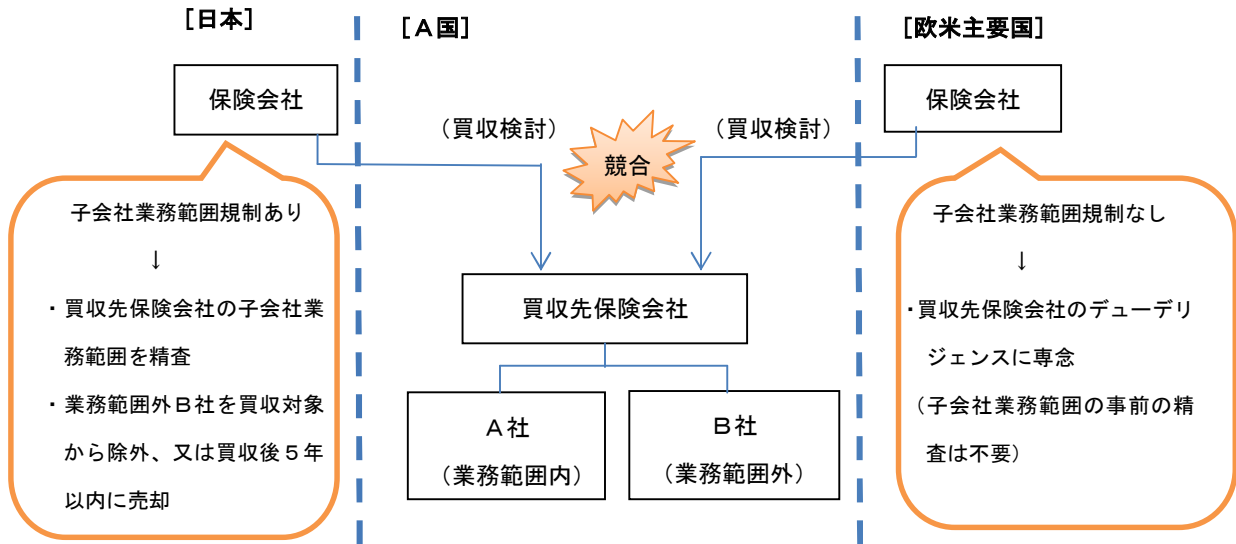 [日本]
[A国]
[欧米主要国]
保険会社
保険会社
(買収検討)
(買収検討)
競合
子会社業務範囲規制あり
↓
・買収先保険会社の子会社業
務範囲を精査
・業務範囲外B社を買収対象
から除外、又は買収後5年
以内に売却
買収先保険会社
A社
(業務範囲内)
B社
(業務範囲外)
子会社業務範囲規制なし
↓
・買収先保険会社のデューデリ
ジェンスに専念
(子会社業務範囲の事前の精
査は不要)